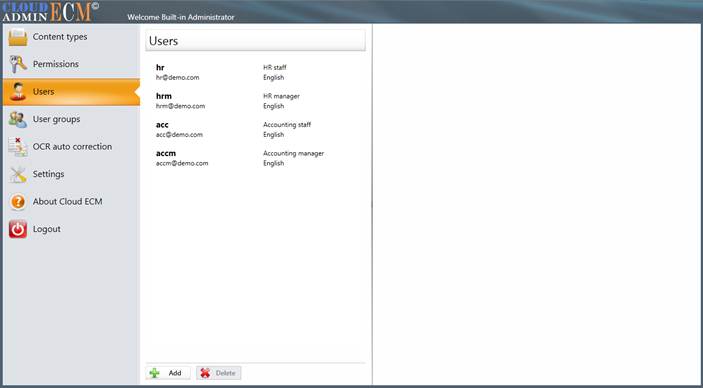 CLOUD
ADMIN ECM©
Welcome Built-in Administrator
Content types
Permissions
Users
User groups
OCR auto correction
Settings
About Cloud ECM
Logout
Users
hr HR staff
hr@demo.com English
hrm HR manager
hrm@demo.com English
acc Accounting staff
acc@demo.com English
accm Accounting manager
accm@demo.com English
Add Delete